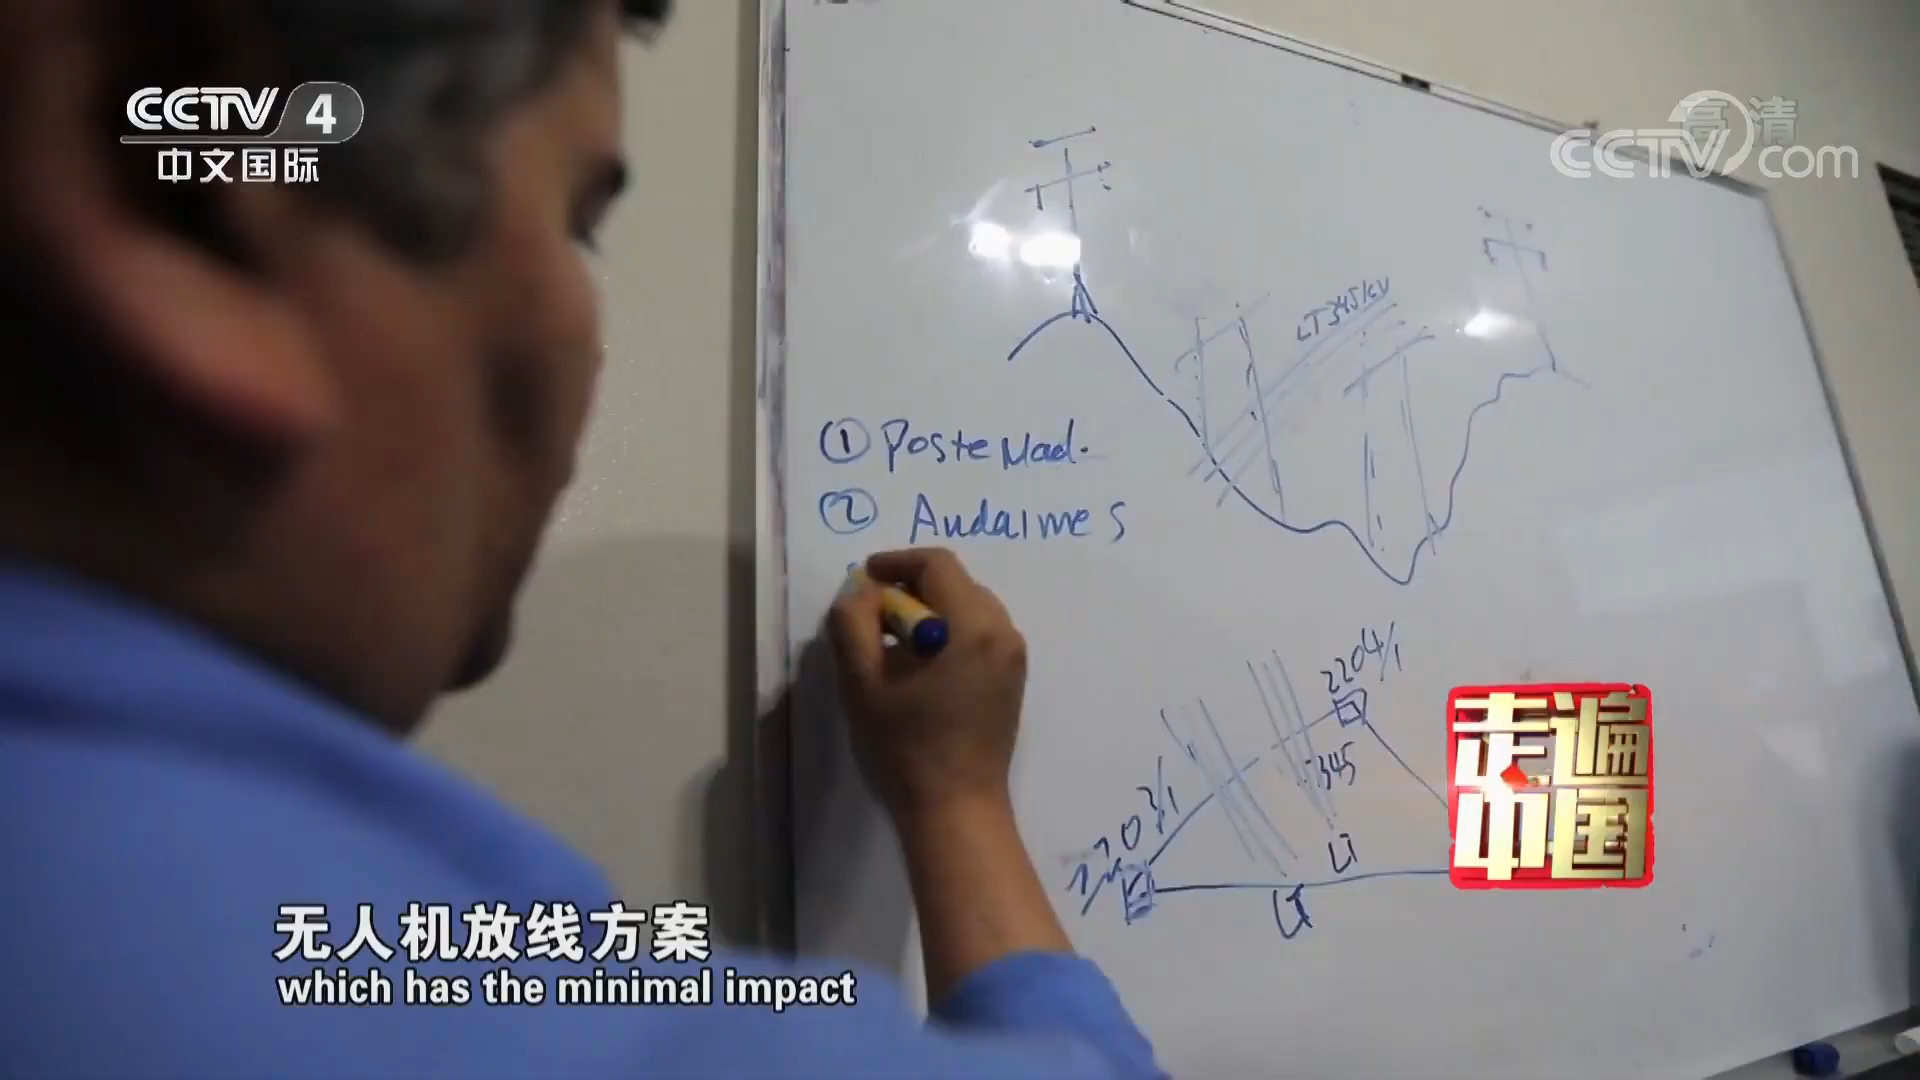 CCTV 4
中文国际
高清
CCTV.com
LT345KV
① Poste Mad.
② Andaimes
2204/1
345
2203/1
LT
LT
走遍
中国
无人机放线方案
which has the minimal impact